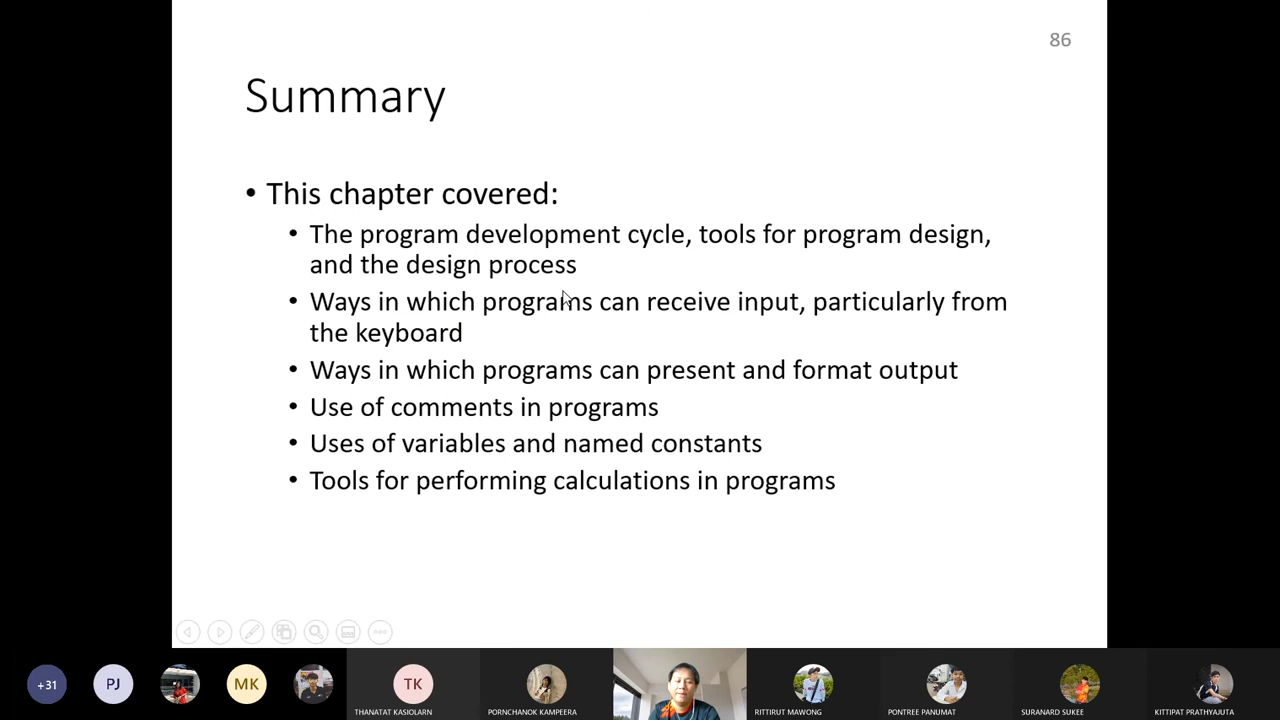 86
Summary
• This chapter covered:
• The program development cycle, tools for program design,
and the design process
• Ways in which programs can receive input, particularly from
the keyboard
• Ways in which programs can present and format output
• Use of comments in programs
• Uses of variables and named constants
• Tools for performing calculations in programs
+31
PJ
MK
TK
THANATAT KASIOLARN
PORNCHANOK KAMPEERA
RITTIRUT MAWONG
PONTREE PANUMAT
SURANARD SUKEE
KITTIPAT PRATHYAJUTA